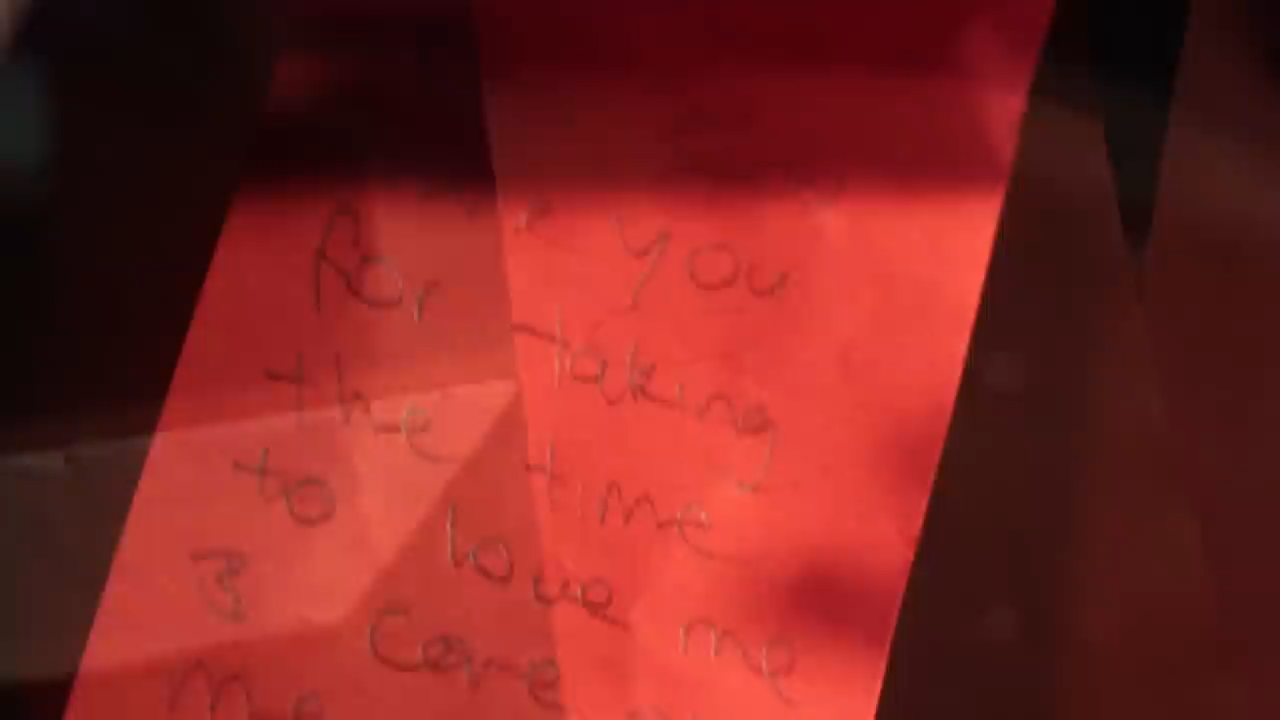 you
for taking
the time
to love me
& care
me